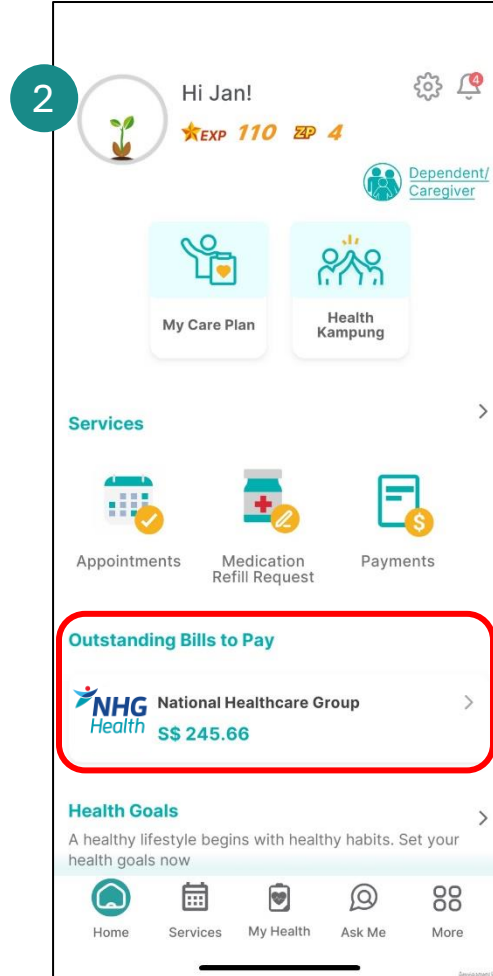 2
Hi Jan!
4
EXP 110 ZP 4
Dependent/
Caregiver
My Care Plan
Health
Kampung
Services
Appointments
Medication
Refill Request
Payments
Outstanding Bills to Pay
NHG
Health
National Healthcare Group
S$ 245.66
Health Goals
A healthy lifestyle begins with healthy habits. Set your
health goals now
Home
Services
My Health
Ask Me
More